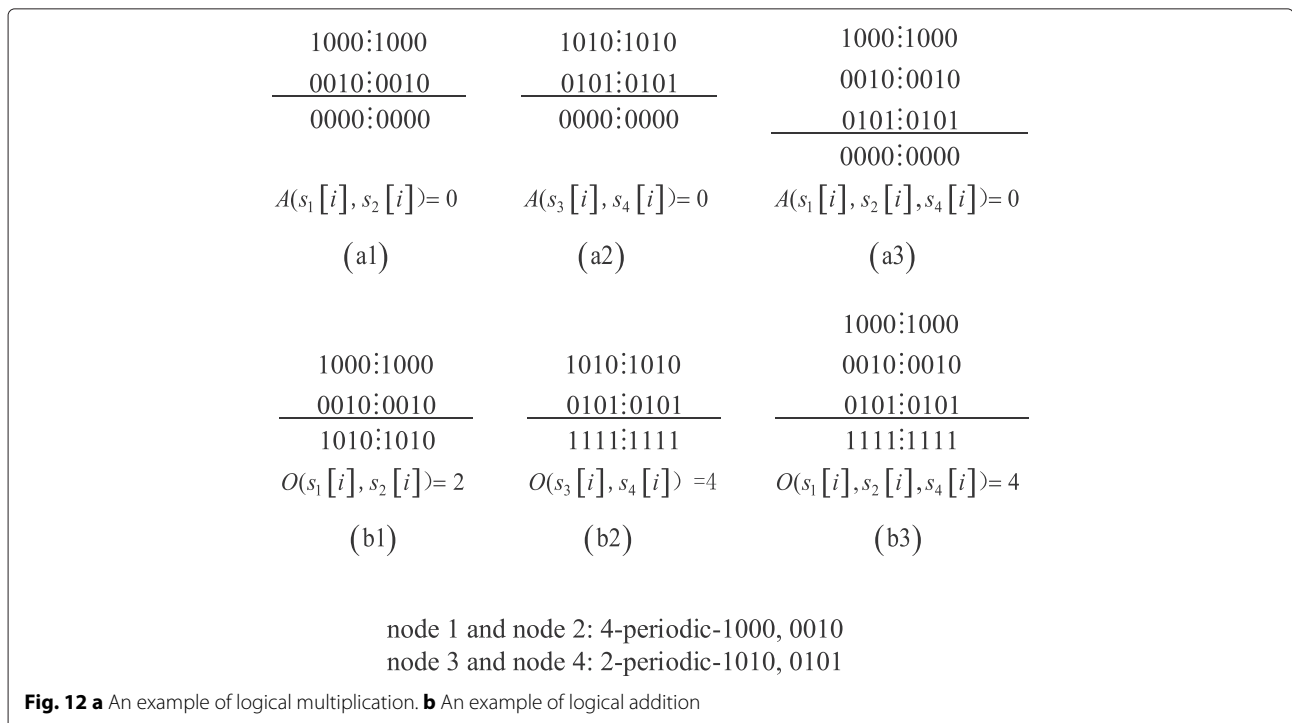 1000⋮1000
0010⋮0010
0000⋮0000
A(s₁[i], s₂[i])= 0
(a1)
1010⋮1010
0101⋮0101
0000⋮0000
A(s₃[i], s₄[i])= 0
(a2)
1000⋮1000
0010⋮0010
0101⋮0101
0000⋮0000
A(s₁[i], s₂[i], s₄[i])= 0
(a3)
1000⋮1000
0010⋮0010
1010⋮1010
O(s₁[i], s₂[i])= 2
(b1)
1010⋮1010
0101⋮0101
1111⋮1111
O(s₃[i], s₄[i]) =4
(b2)
1000⋮1000
0010⋮0010
0101⋮0101
1111⋮1111
O(s₁[i], s₂[i], s₄[i])= 4
(b3)
node 1 and node 2: 4-periodic-1000, 0010
node 3 and node 4: 2-periodic-1010, 0101
Fig. 12 a An example of logical multiplication. b An example of logical addition